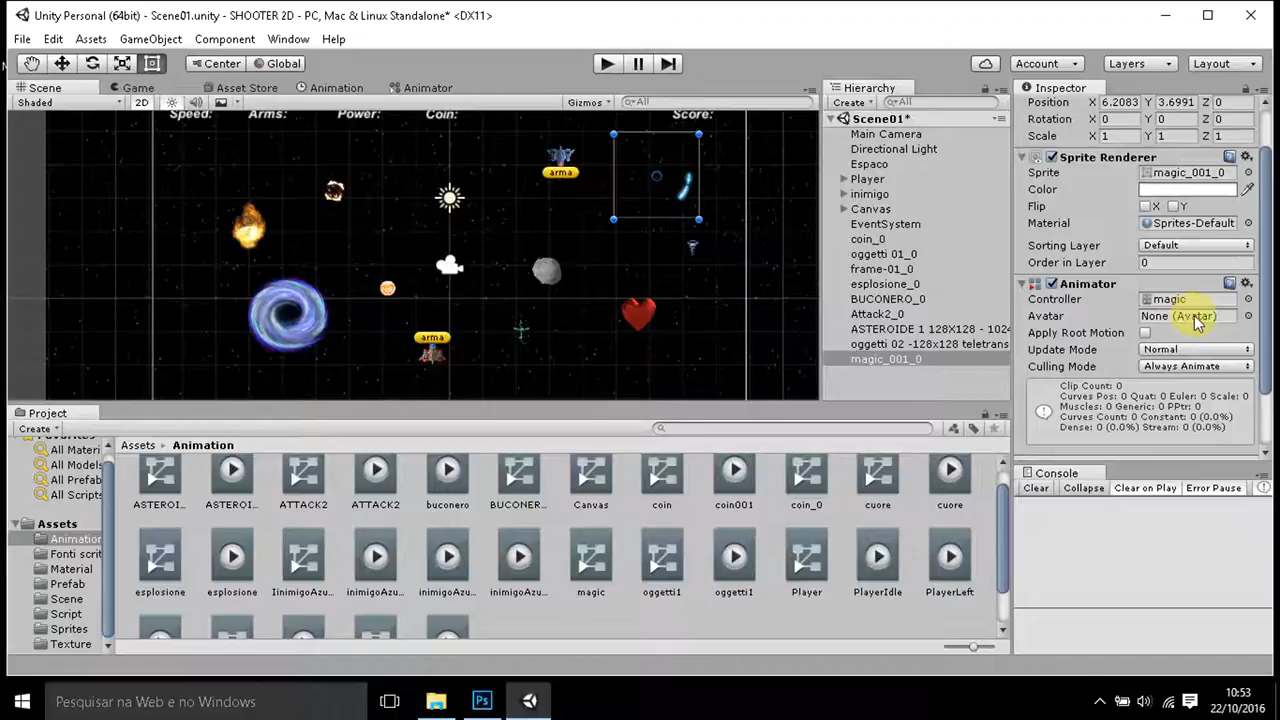 Unity Personal (64bit) - Scene01.unity - SHOOTER 2D - PC, Mac & Linux Standalone* <DX11>
File Edit Assets GameObject Component Window Help
Center Global Account Layers Layout
Scene Game Asset Store Animation Animator
Shaded 2D Gizmos All
Speed: Arms: Power: Coin: Score:
arma
arma
Hierarchy
Create All
Scene01*
Main Camera
Directional Light
Espaco
Player
inimigo
Canvas
EventSystem
coin_0
oggetti 01_0
frame-01_0
esplosione_0
BUCONERO_0
Attack2_0
ASTEROIDE 1 128X128 - 1024
oggetti 02 -128x128 teletrans
magic_001_0
Inspector
Position X 6.2083 Y 3.6991 Z 0
Rotation X 0 Y 0 Z 0
Scale X 1 Y 1 Z 1
Sprite Renderer
Sprite magic_001_0
Color
Flip X Y
Material Sprites-Default
Sorting Layer Default
Order in Layer 0
Animator
Controller magic
Avatar None (Avatar)
Apply Root Motion
Update Mode Normal
Culling Mode Always Animate
Clip Count: 0
Curves Pos: 0 Quat: 0 Euler: 0 Scale: 0
Muscles: 0 Generic: 0 PPtr: 0
Curves Count: 0 Constant: 0 (0.0%)
Dense: 0 (0.0%) Stream: 0 (0.0%)
Console
Clear Collapse Clear on Play Error Pause
Project
Create
Favorites
All Materi
All Models
All Prefab
All Scripts
Assets
Animation
Fonti scrit
Material
Prefab
Scene
Script
Sprites
Texture
Assets Animation
ASTEROI... ASTEROI... ATTACK2 ATTACK2 buconero BUCONER... Canvas coin coin001 coin_0 cuore cuore
esplosione esplosione IinimigoAzu... inimigoAzu... inimigoAzu... inimigoAzu... magic oggetti1 oggetti1 Player PlayerIdle PlayerLeft
Pesquisar na Web e no Windows
Ps
10:53
22/10/2016